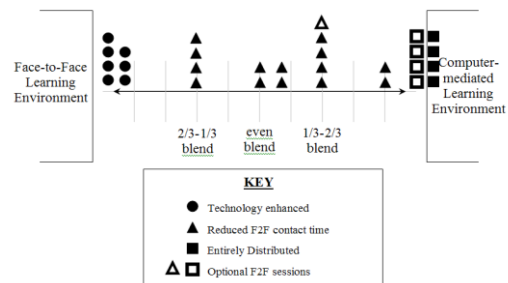 Face-to-Face
Learning
Environment
Computer-
mediated
Learning
Environment
2/3-1/3
blend
even
blend
1/3-2/3
blend
KEY
Technology enhanced
Reduced F2F contact time
Entirely Distributed
Optional F2F sessions